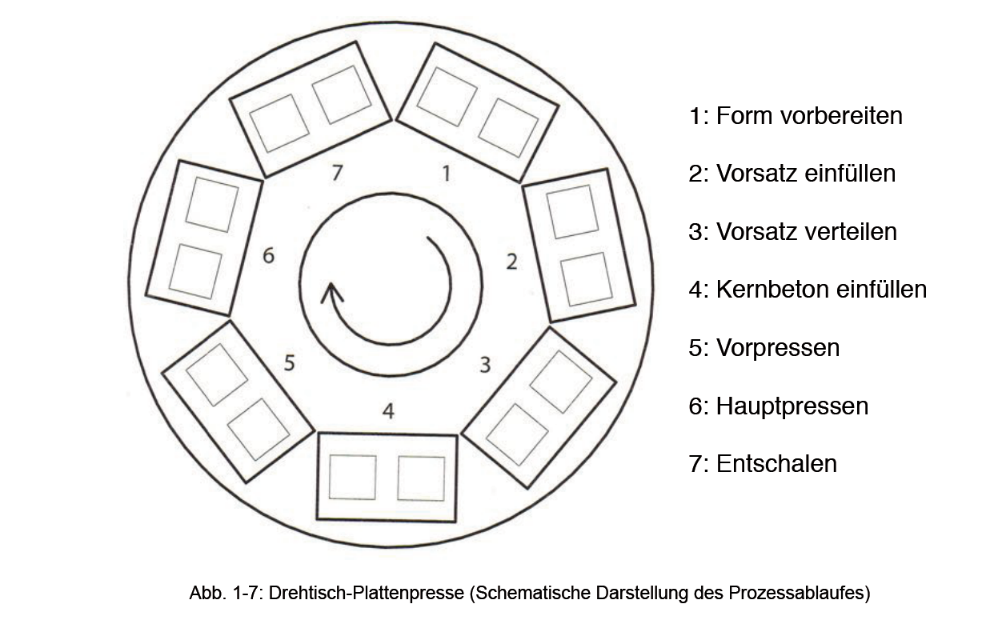 7 1
6 2
5 3
4
1: Form vorbereiten
2: Vorsatz einfüllen
3: Vorsatz verteilen
4: Kernbeton einfüllen
5: Vorpressen
6: Hauptpressen
7: Entschalen
Abb. 1-7: Drehtisch-Plattenpresse (Schematische Darstellung des Prozessablaufes)